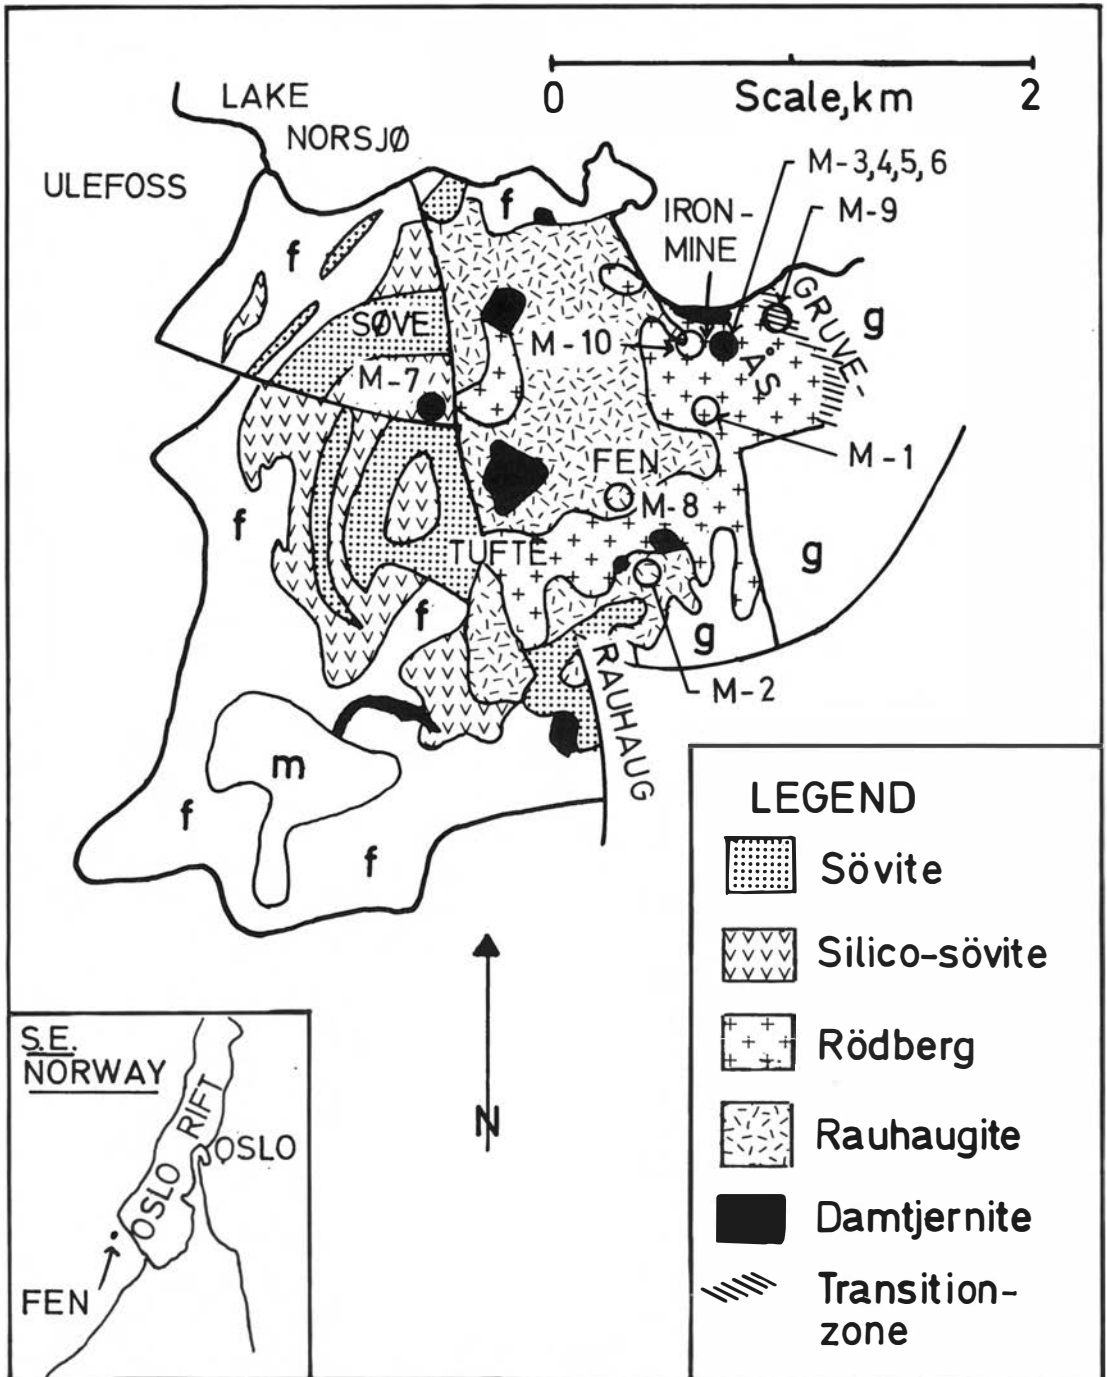 LAKE
NORSJØ
ULEFOSS
0
Scale,km
2
M-3,4,5,6
M-9
IRON-
MINE
GRUVE-
ÅS
f
f
g
SØVE
M-10
M-7
FEN
M-1
M-8
f
TUFTE
g
f
g
RAUHAUG
M-2
m
f
f
LEGEND
Sövite
Silico-sövite
Rödberg
Rauhaugite
Damtjernite
Transition-
zone
N
S.E.
NORWAY
OSLO RIFT
OSLO
FEN